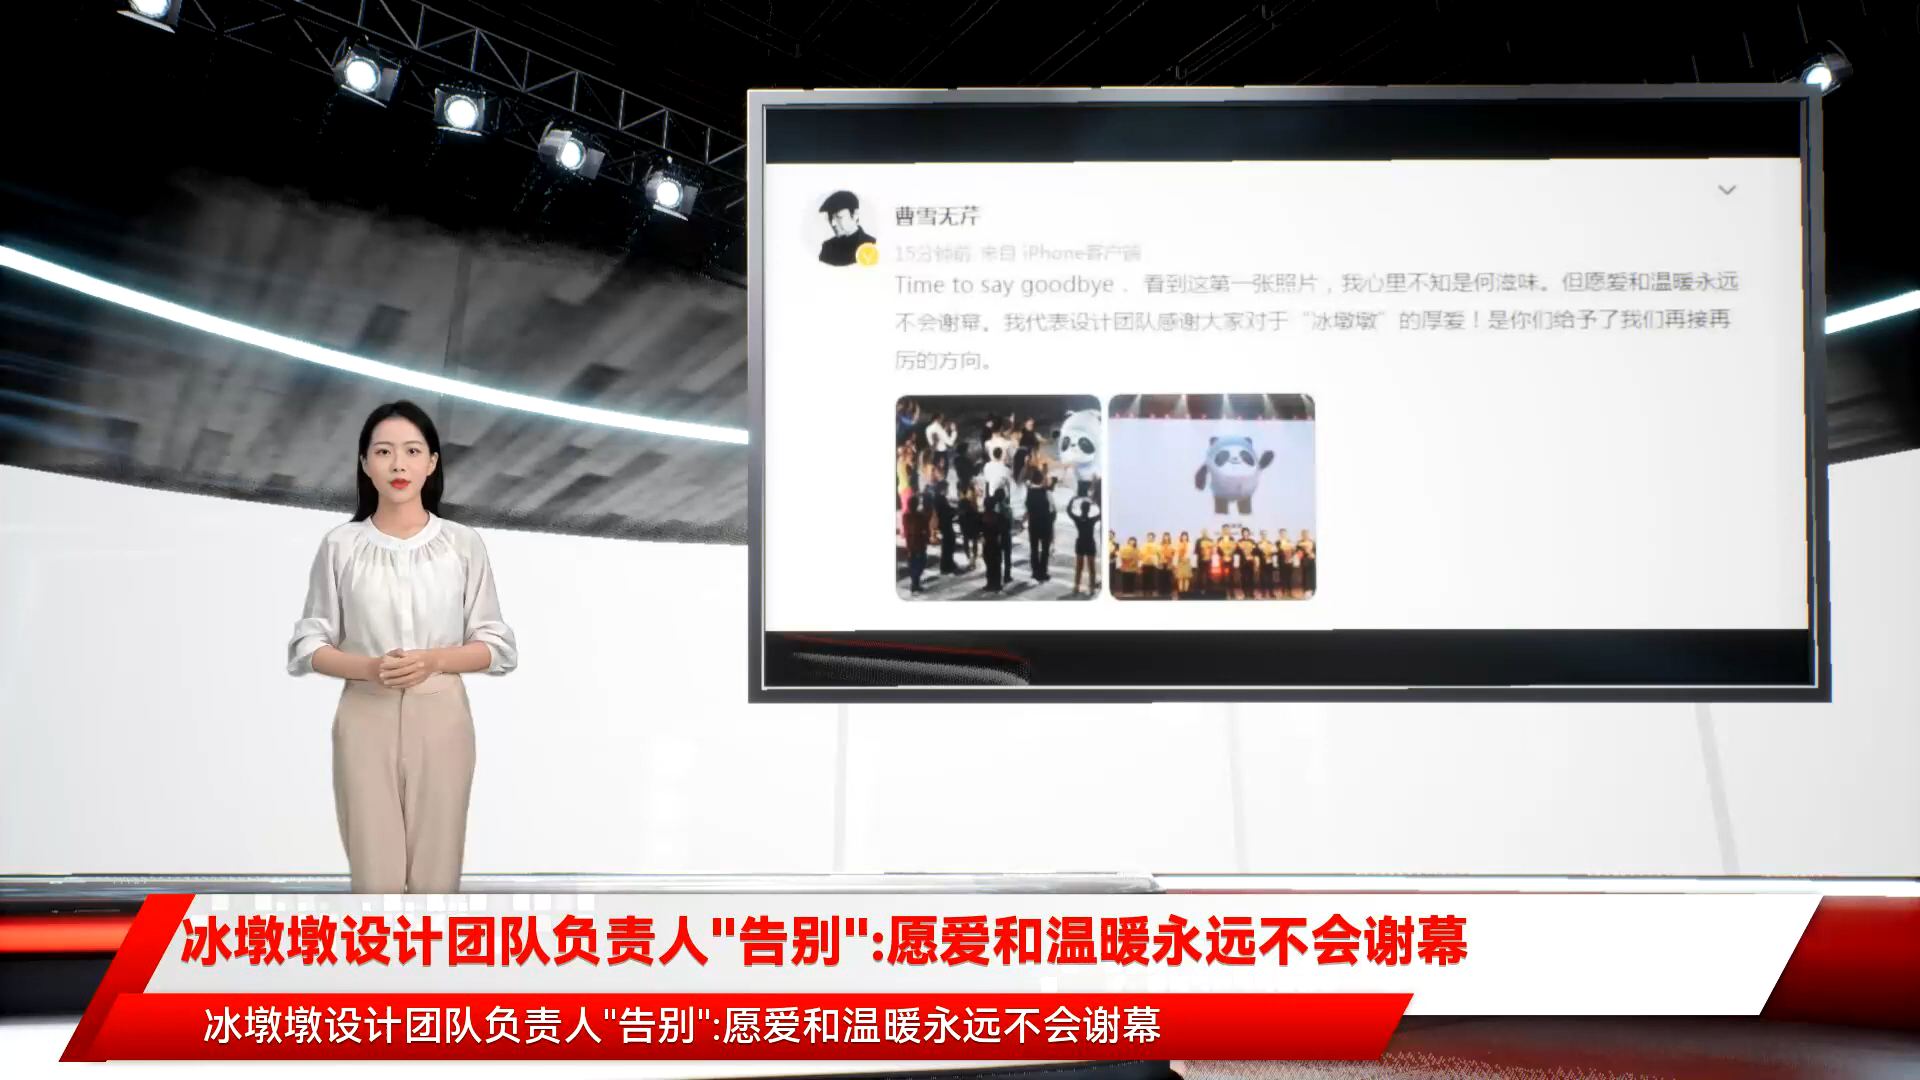 曹雪无芹
15分钟前 来自 iPhone客户端
Time to say goodbye . 看到这第一张照片，我心里不知是何滋味。但愿爱和温暖永远
不会谢幕。我代表设计团队感谢大家对于“冰墩墩”的厚爱！是你们给予了我们再接再
厉的方向。
冰墩墩设计团队负责人"告别":愿爱和温暖永远不会谢幕
冰墩墩设计团队负责人"告别":愿爱和温暖永远不会谢幕